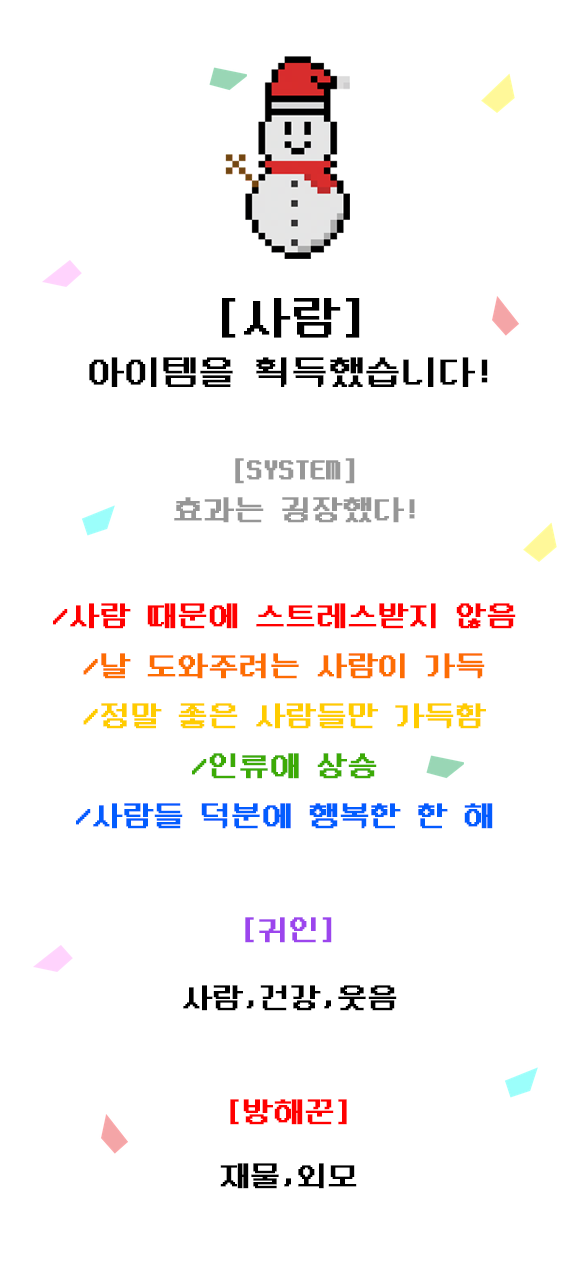 [사람]
아이템을 획득했습니다!
[SYSTEM]
효과는 굉장했다!
/사람 때문에 스트레스받지 않음
/날 도와주려는 사람이 가득
/정말 좋은 사람들만 가득함
/인류애 상승
/사람들 덕분에 행복한 한 해
[귀인]
사람,건강,웃음
[방해꾼]
재물,외모